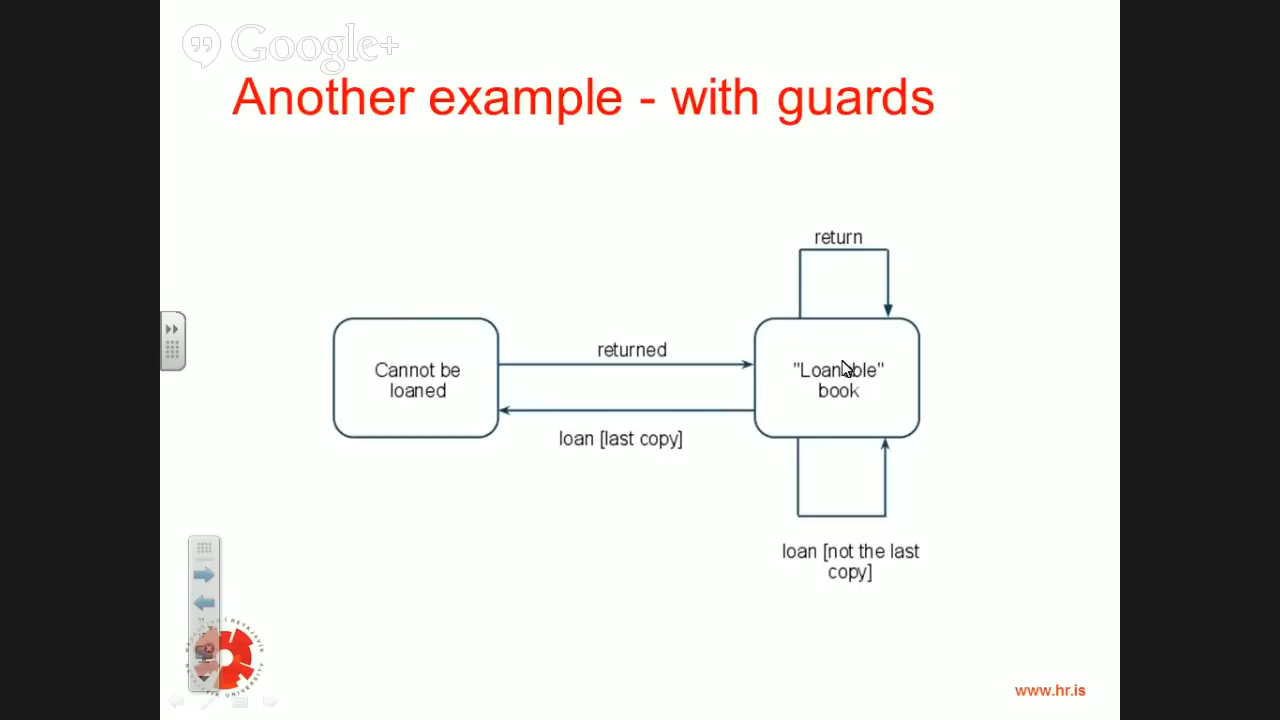 Google+
Another example - with guards
return
returned
Cannot be
loaned
"Loanable"
book
loan [last copy]
loan [not the last
copy]
www.hr.is